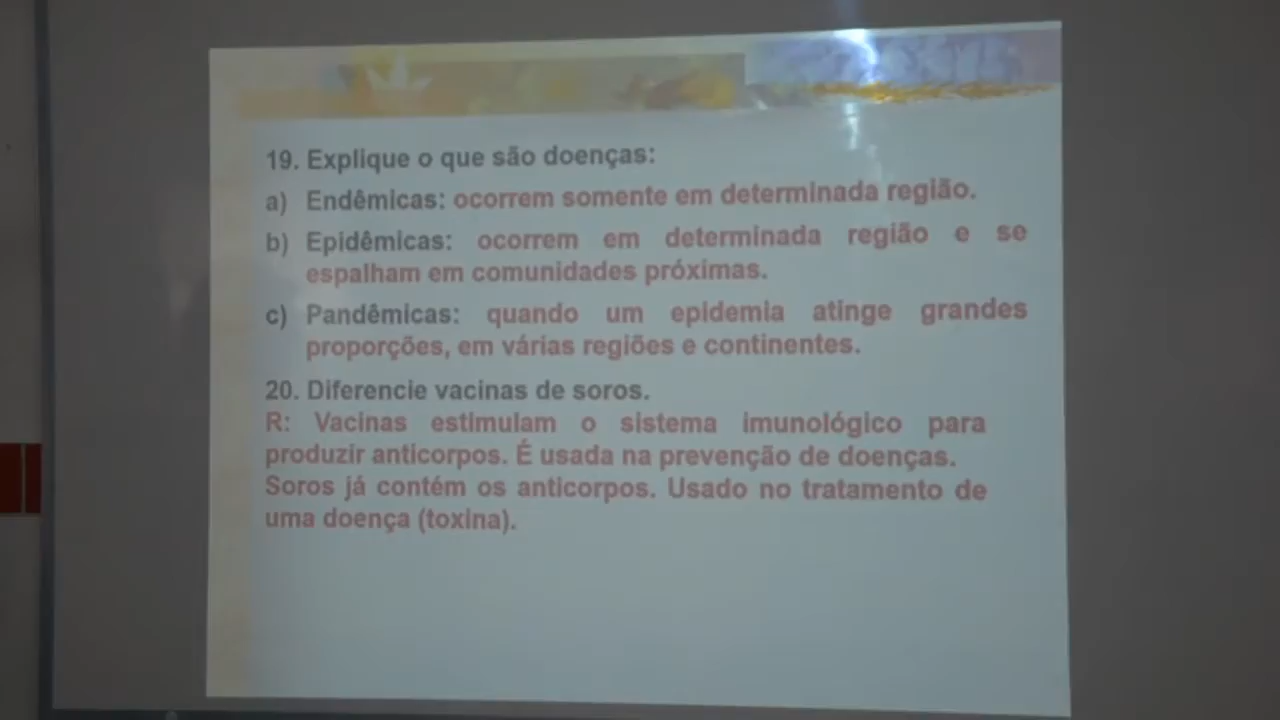 19. Explique o que são doenças:
a) Endêmicas: ocorrem somente em determinada região.
b) Epidêmicas: ocorrem em determinada região e se
espalham em comunidades próximas.
c) Pandêmicas: quando um epidemia atinge grandes
proporções, em várias regiões e continentes.
20. Diferencie vacinas de soros.
R: Vacinas estimulam o sistema imunológico para
produzir anticorpos. É usada na prevenção de doenças.
Soros já contém os anticorpos. Usado no tratamento de
uma doença (toxina).